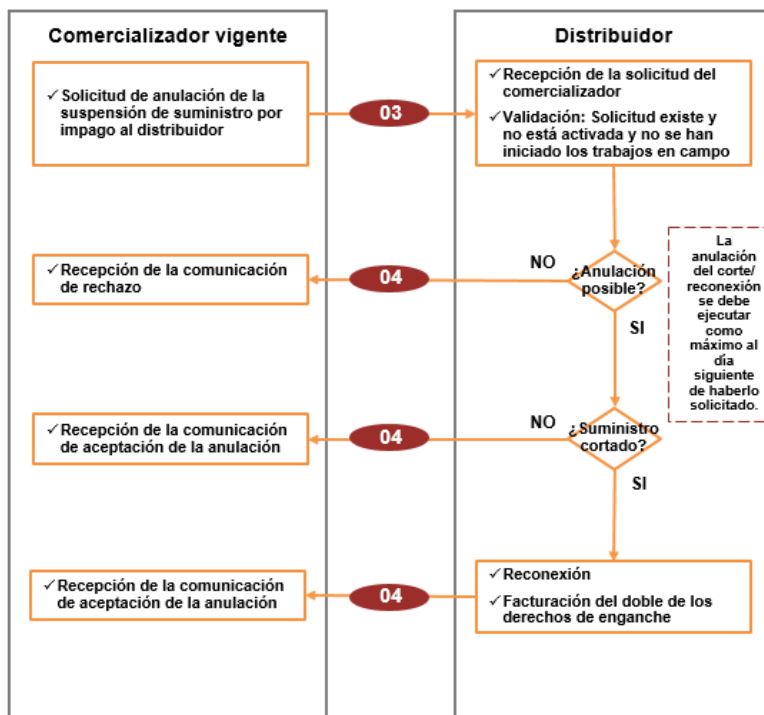 Comercializador vigente
Distribuidor
✓ Solicitud de anulación de la
suspensión de suministro por
impago al distribuidor
03
✓ Recepción de la solicitud del
comercializador
✓ Validación: Solicitud existe y
no está activada y no se han
iniciado los trabajos en campo
✓ Recepción de la comunicación
de rechazo
04
NO
¿Anulación
posible?
SI
La
anulación
del corte/
reconexión
se debe
ejecutar
como
máximo al
día
siguiente
de haberlo
solicitado.
✓ Recepción de la comunicación
de aceptación de la anulación
04
NO
¿Suministro
cortado?
SI
✓ Recepción de la comunicación
de aceptación de la anulación
04
✓ Reconexión
✓ Facturación del doble de los
derechos de enganche